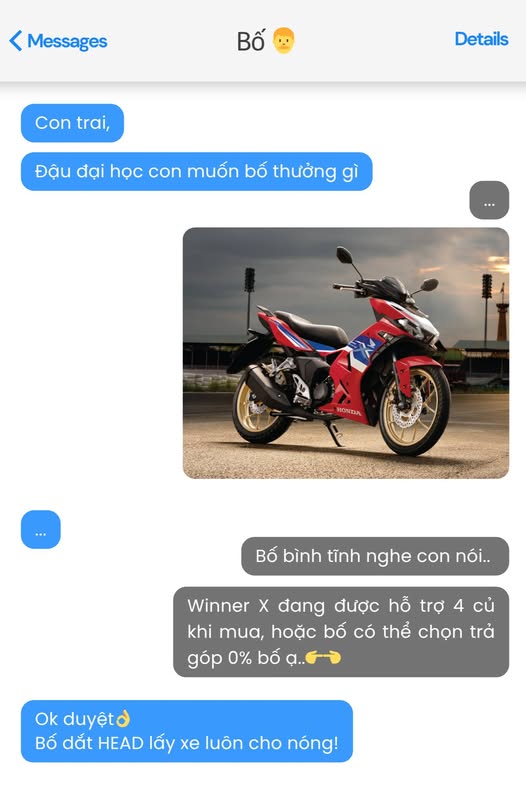 Messages
Bố
Details
Con trai,
Đậu đại học con muốn bố thưởng gì
...
HONDA
...
Bố bình tĩnh nghe con nói..
Winner X đang được hỗ trợ 4 củ
khi mua, hoặc bố có thể chọn trả
góp 0% bố ạ..
Ok duyệt👌
Bố dắt HEAD lấy xe luôn cho nóng!